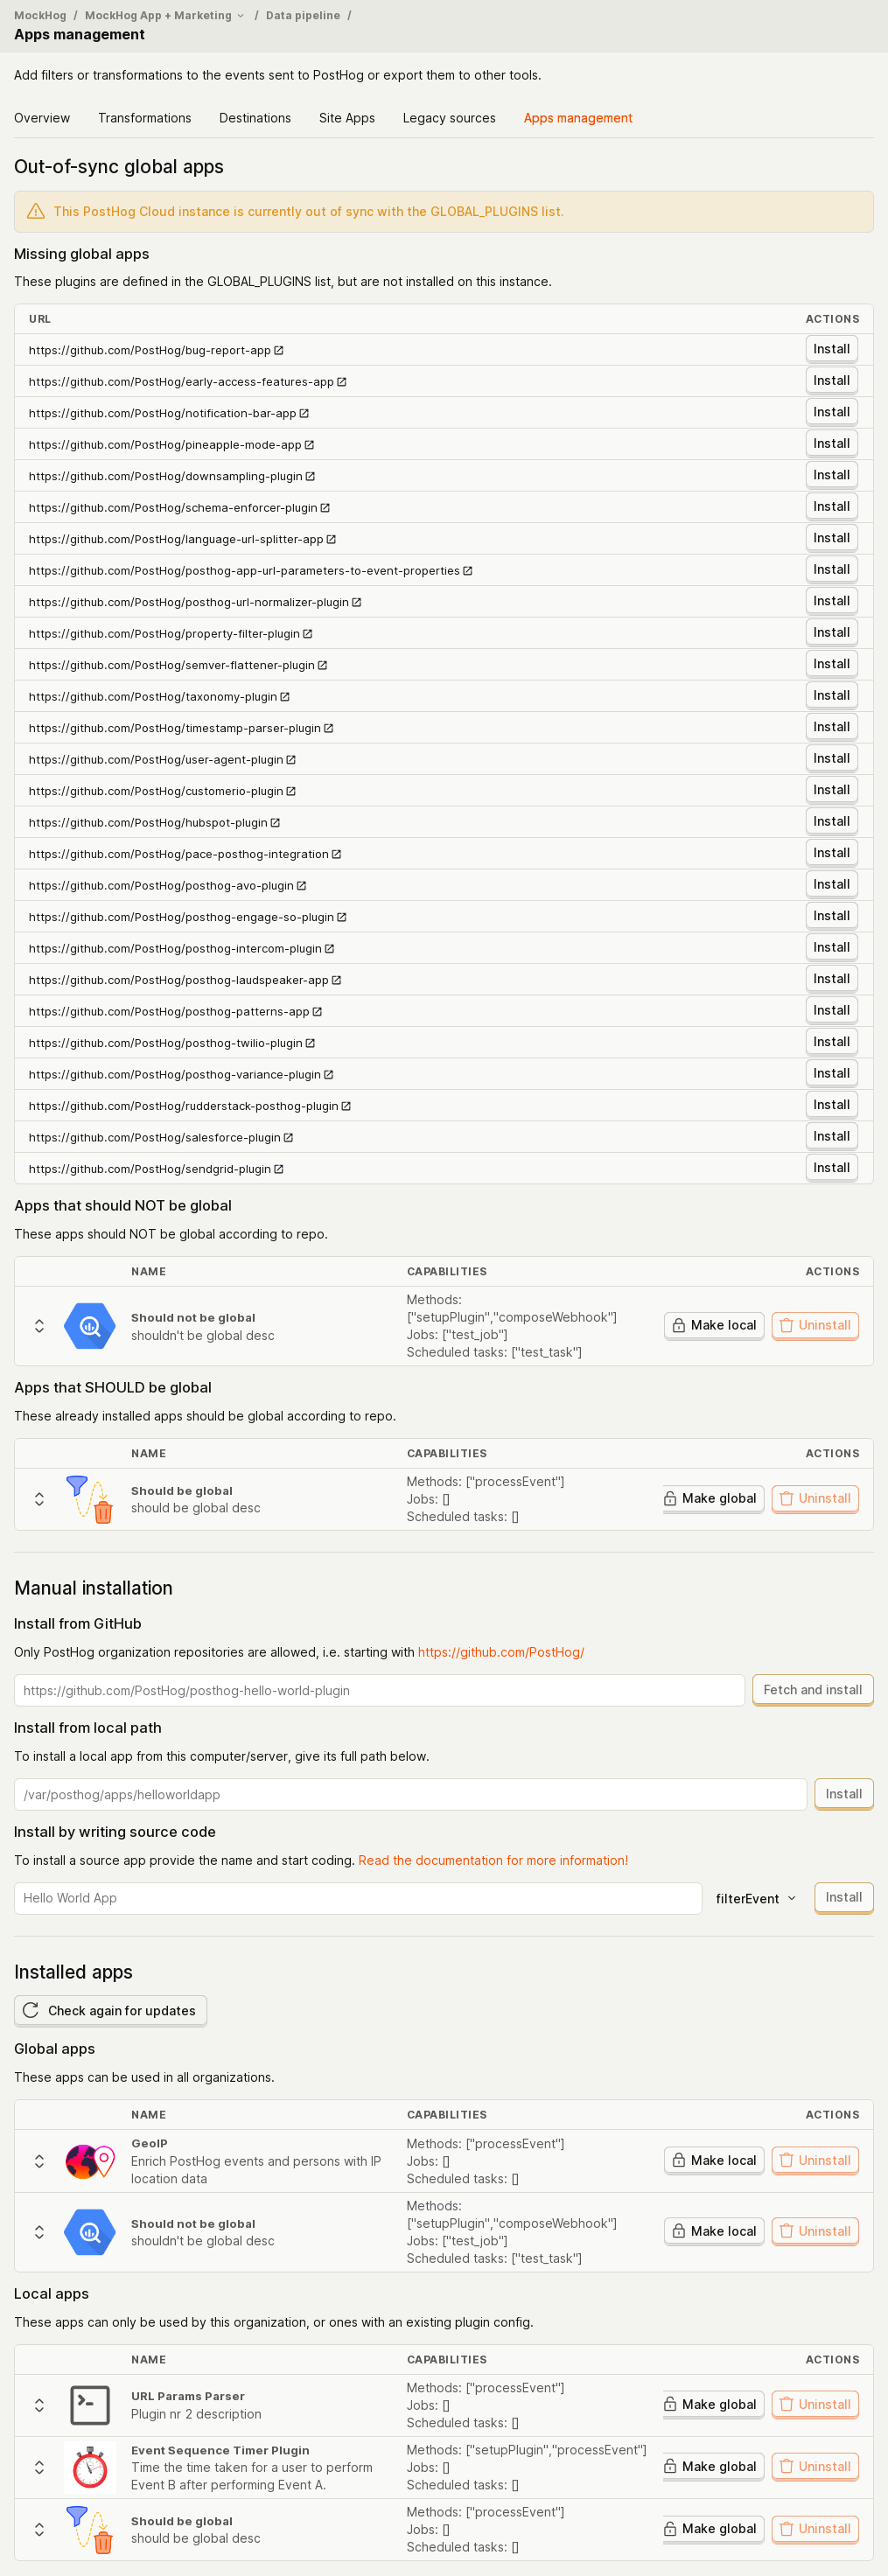 MockHog / MockHog App + Marketing / Data pipeline /
Apps management
Add filters or transformations to the events sent to PostHog or export them to other tools.
Overview Transformations Destinations Site Apps Legacy sources Apps management
Out-of-sync global apps
This PostHog Cloud instance is currently out of sync with the GLOBAL_PLUGINS list.
Missing global apps
These plugins are defined in the GLOBAL_PLUGINS list, but are not installed on this instance.
URL ACTIONS
https://github.com/PostHog/bug-report-app Install
https://github.com/PostHog/early-access-features-app Install
https://github.com/PostHog/notification-bar-app Install
https://github.com/PostHog/pineapple-mode-app Install
https://github.com/PostHog/downsampling-plugin Install
https://github.com/PostHog/schema-enforcer-plugin Install
https://github.com/PostHog/language-url-splitter-app Install
https://github.com/PostHog/posthog-app-url-parameters-to-event-properties Install
https://github.com/PostHog/posthog-url-normalizer-plugin Install
https://github.com/PostHog/property-filter-plugin Install
https://github.com/PostHog/semver-flattener-plugin Install
https://github.com/PostHog/taxonomy-plugin Install
https://github.com/PostHog/timestamp-parser-plugin Install
https://github.com/PostHog/user-agent-plugin Install
https://github.com/PostHog/customerio-plugin Install
https://github.com/PostHog/hubspot-plugin Install
https://github.com/PostHog/pace-posthog-integration Install
https://github.com/PostHog/posthog-avo-plugin Install
https://github.com/PostHog/posthog-engage-so-plugin Install
https://github.com/PostHog/posthog-intercom-plugin Install
https://github.com/PostHog/posthog-laudspeaker-app Install
https://github.com/PostHog/posthog-patterns-app Install
https://github.com/PostHog/posthog-twilio-plugin Install
https://github.com/PostHog/posthog-variance-plugin Install
https://github.com/PostHog/rudderstack-posthog-plugin Install
https://github.com/PostHog/salesforce-plugin Install
https://github.com/PostHog/sendgrid-plugin Install
Apps that should NOT be global
These apps should NOT be global according to repo.
NAME CAPABILITIES ACTIONS
Should not be global
shouldn't be global desc
Methods:
["setupPlugin","composeWebhook"]
Jobs: ["test_job"]
Scheduled tasks: ["test_task"]
Make local Uninstall
Apps that SHOULD be global
These already installed apps should be global according to repo.
NAME CAPABILITIES ACTIONS
Should be global
should be global desc
Methods: ["processEvent"]
Jobs: []
Scheduled tasks: []
Make global Uninstall
Manual installation
Install from GitHub
Only PostHog organization repositories are allowed, i.e. starting with https://github.com/PostHog/
https://github.com/PostHog/posthog-hello-world-plugin Fetch and install
Install from local path
To install a local app from this computer/server, give its full path below.
/var/posthog/apps/helloworldapp Install
Install by writing source code
To install a source app provide the name and start coding. Read the documentation for more information!
Hello World App filterEvent Install
Installed apps
Check again for updates
Global apps
These apps can be used in all organizations.
NAME CAPABILITIES ACTIONS
GeoIP
Enrich PostHog events and persons with IP
location data
Methods: ["processEvent"]
Jobs: []
Scheduled tasks: []
Make local Uninstall
Should not be global
shouldn't be global desc
Methods:
["setupPlugin","composeWebhook"]
Jobs: ["test_job"]
Scheduled tasks: ["test_task"]
Make local Uninstall
Local apps
These apps can only be used by this organization, or ones with an existing plugin config.
NAME CAPABILITIES ACTIONS
URL Params Parser
Plugin nr 2 description
Methods: ["processEvent"]
Jobs: []
Scheduled tasks: []
Make global Uninstall
Event Sequence Timer Plugin
Time the time taken for a user to perform
Event B after performing Event A.
Methods: ["setupPlugin","processEvent"]
Jobs: []
Scheduled tasks: []
Make global Uninstall
Should be global
should be global desc
Methods: ["processEvent"]
Jobs: []
Scheduled tasks: []
Make global Uninstall